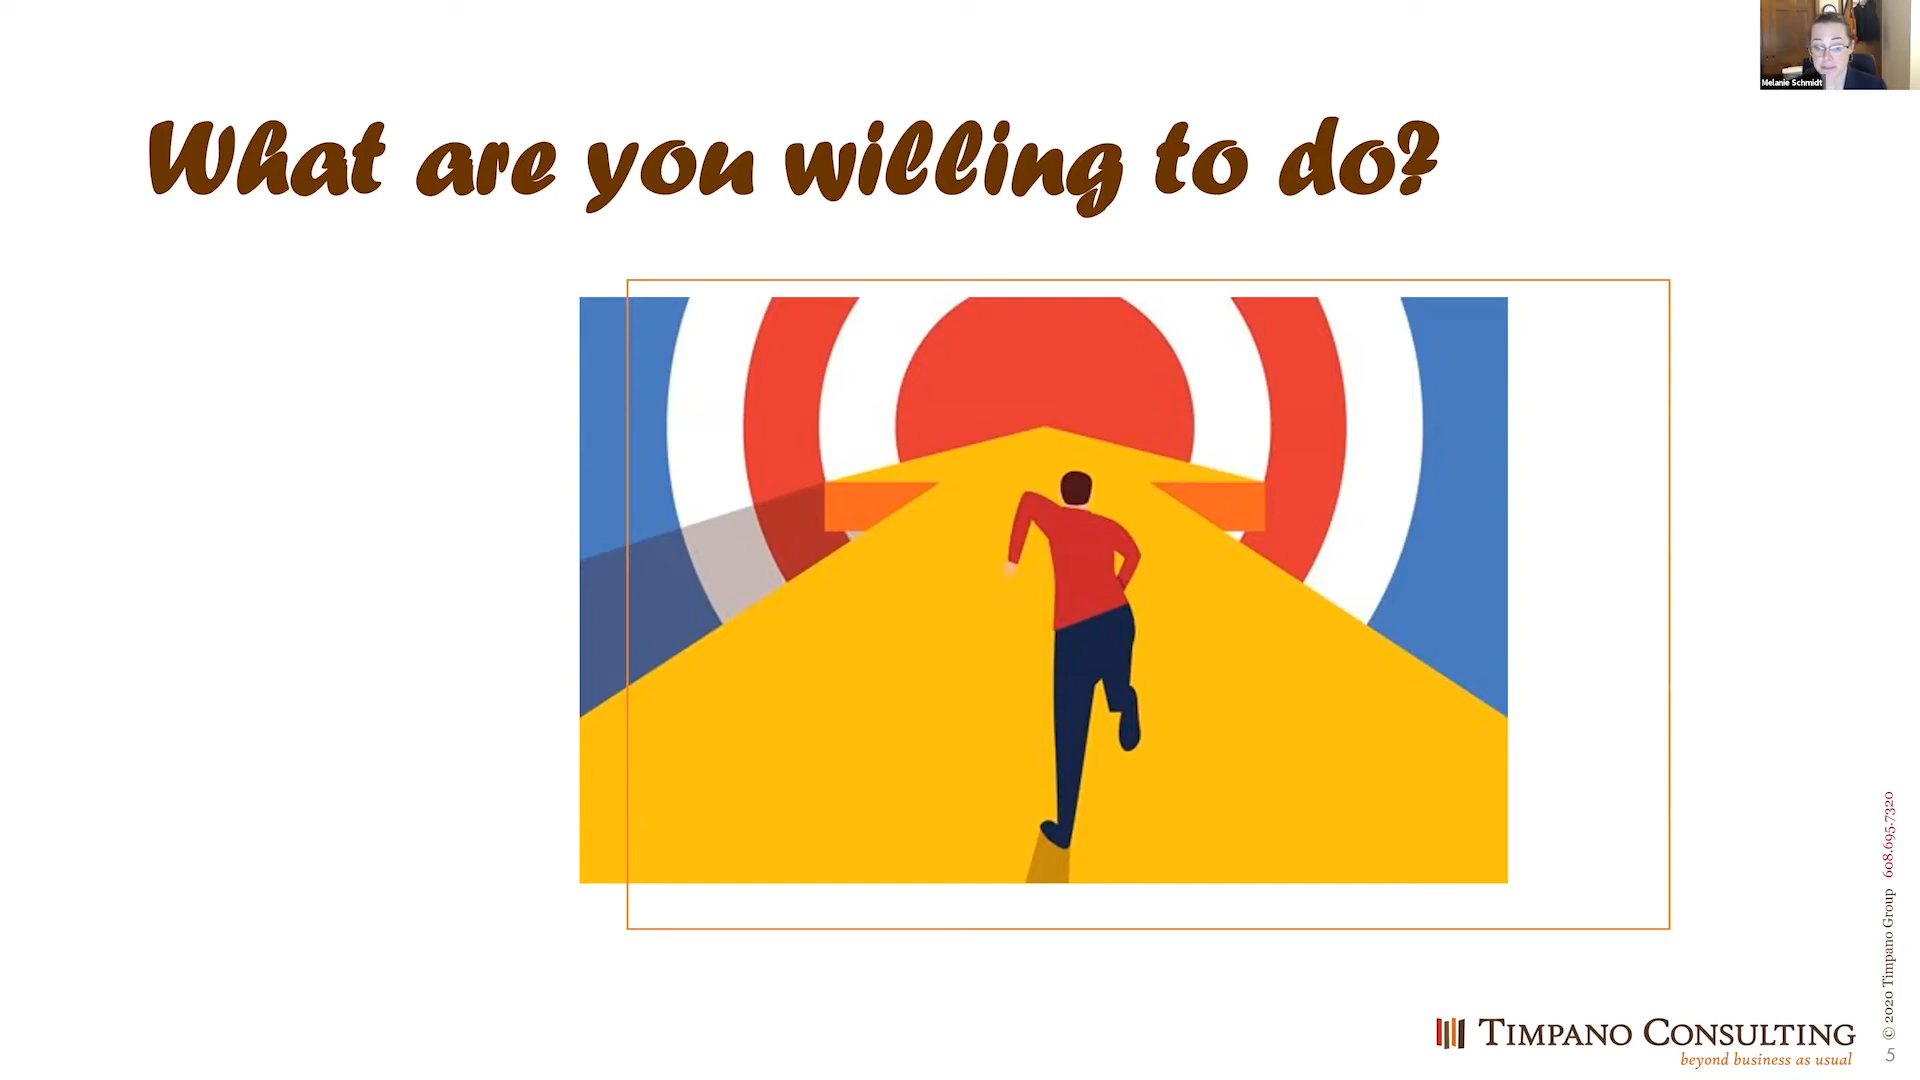 Melanie Schmidt
What are you willing to do?
TIMPANO CONSULTING
beyond business as usual
© 2020 Timpano Group 608.695.7320
5